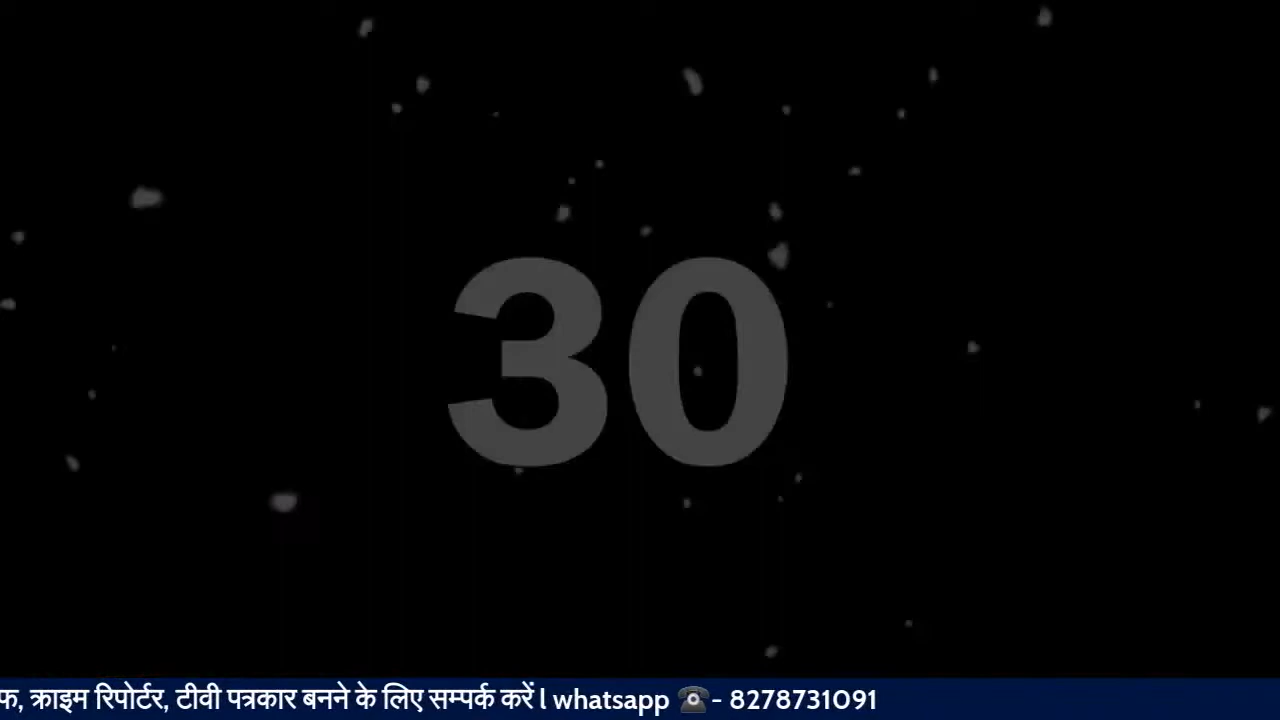 30
फ, क्राइम रिपोर्टर, टीवी पत्रकार बनने के लिए सम्पर्क करें l whatsapp ☎- 8278731091